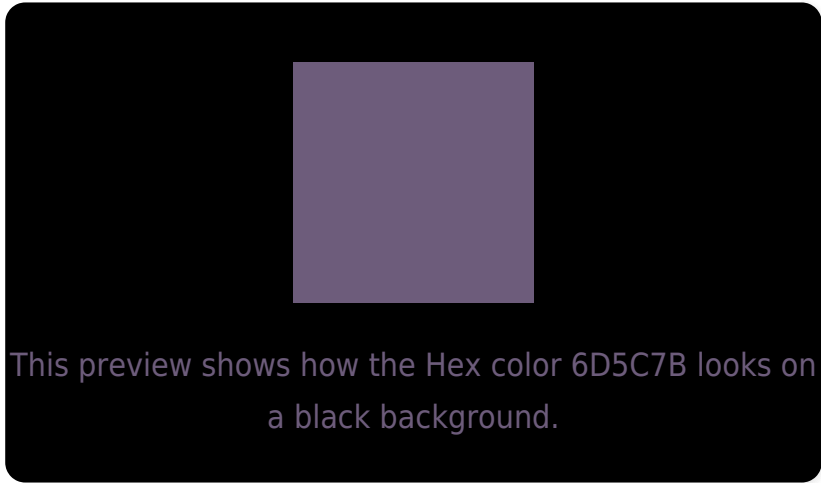 This preview shows how the Hex color 6D5C7B looks on
a black background.